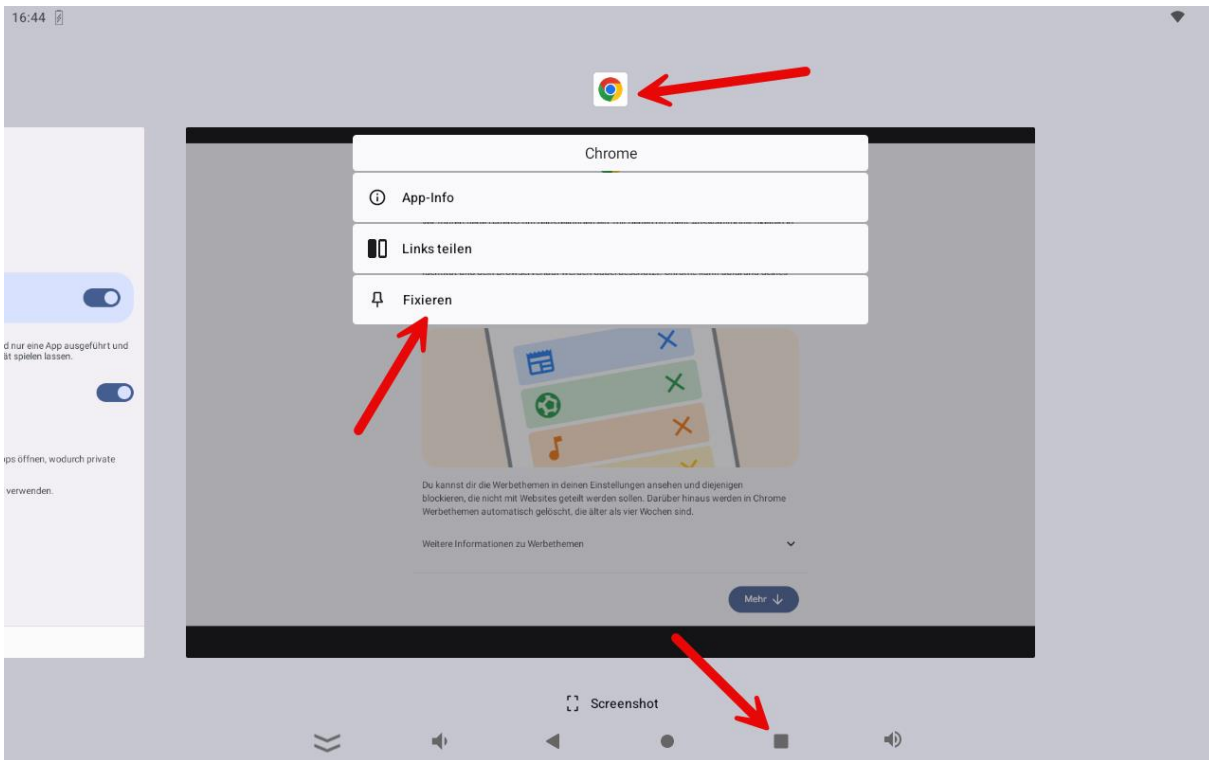 16:44
Chrome
App-Info
Links teilen
Fixieren
d nur eine App ausgeführt und
ät spielen lassen.
ops öffnen, wodurch private
verwenden.
Du kannst dir die Werbethemen in deinen Einstellungen ansehen und diejenigen
blockieren, die nicht mit Websites geteilt werden sollen. Darüber hinaus werden in Chrome
Werbethemen automatisch gelöscht, die älter als vier Wochen sind.
Weitere Informationen zu Werbethemen
Mehr
Screenshot